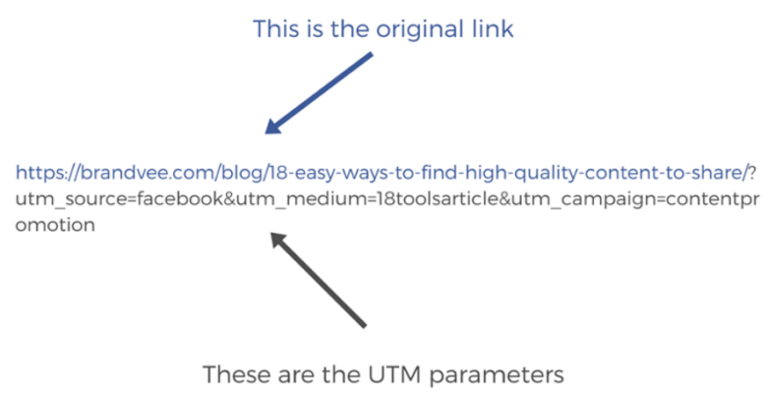 This is the original link
https://brandvee.com/blog/18-easy-ways-to-find-high-quality-content-to-share/?
utm_source=facebook&utm_medium=18toolsarticle&utm_campaign=contentpr
omotion
These are the UTM parameters